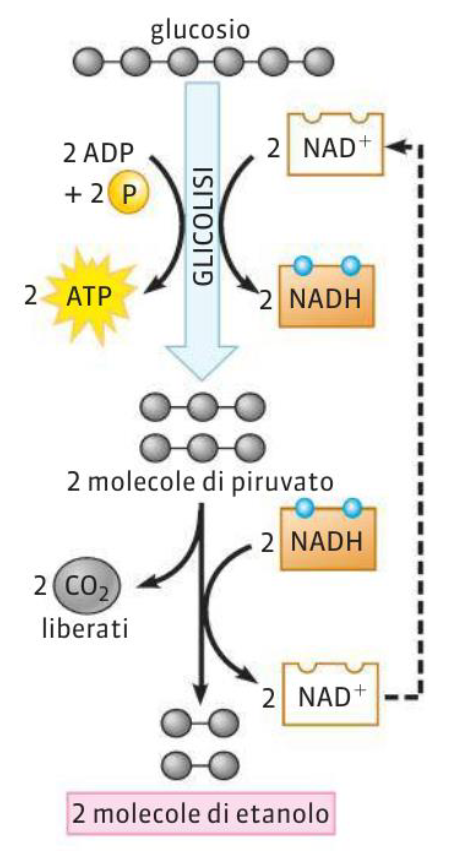 glucosio
2 ADP
+ 2 P
2 NAD+
GLICOLISI
2 ATP
2 NADH
2 molecole di piruvato
2 NADH
2 CO₂
liberati
2 NAD+
2 molecole di etanolo